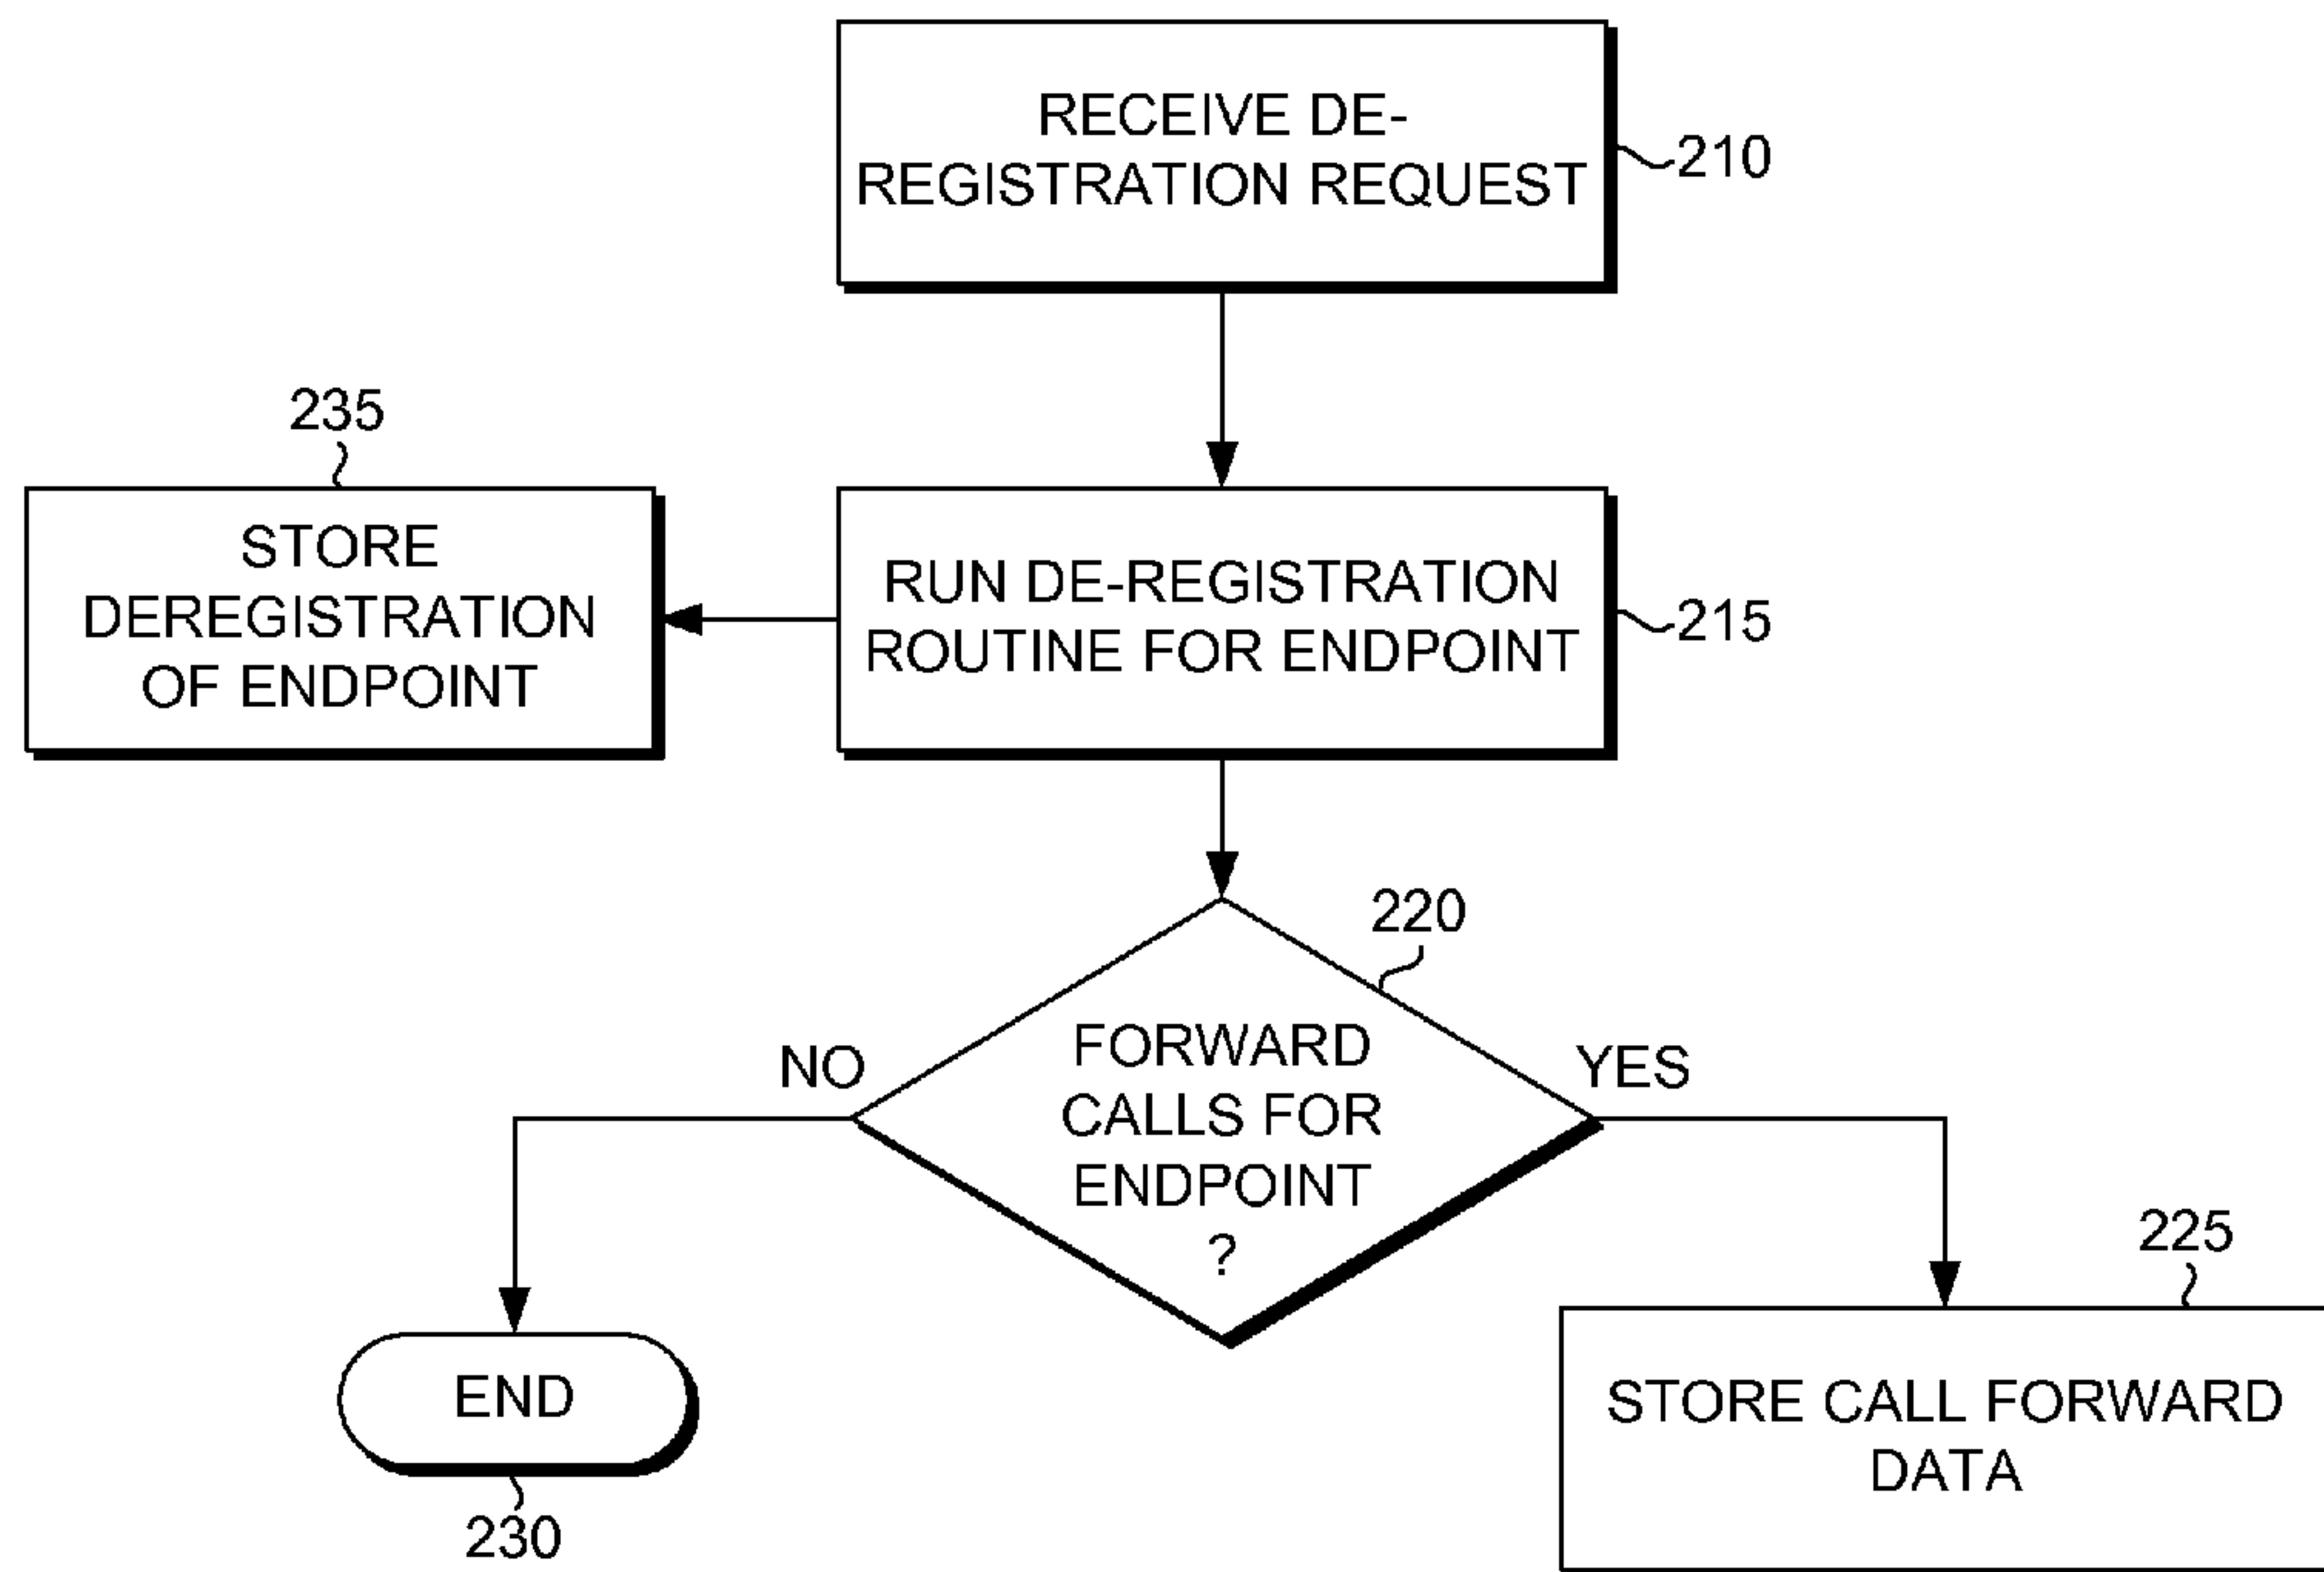 RECEIVE DE-
REGISTRATION REQUEST
210
235
STORE
DEREGISTRATION
OF ENDPOINT
RUN DE-REGISTRATION
ROUTINE FOR ENDPOINT
215
220
FORWARD
CALLS FOR
ENDPOINT
?
NO
YES
225
END
230
STORE CALL FORWARD
DATA